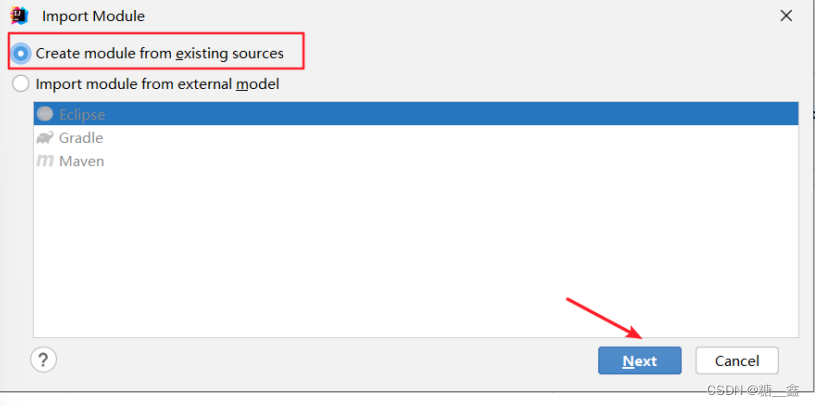 Import Module
Create module from existing sources
Import module from external model
Eclipse
Gradle
Maven
?
Next
Cancel
CSDN @糖__鑫